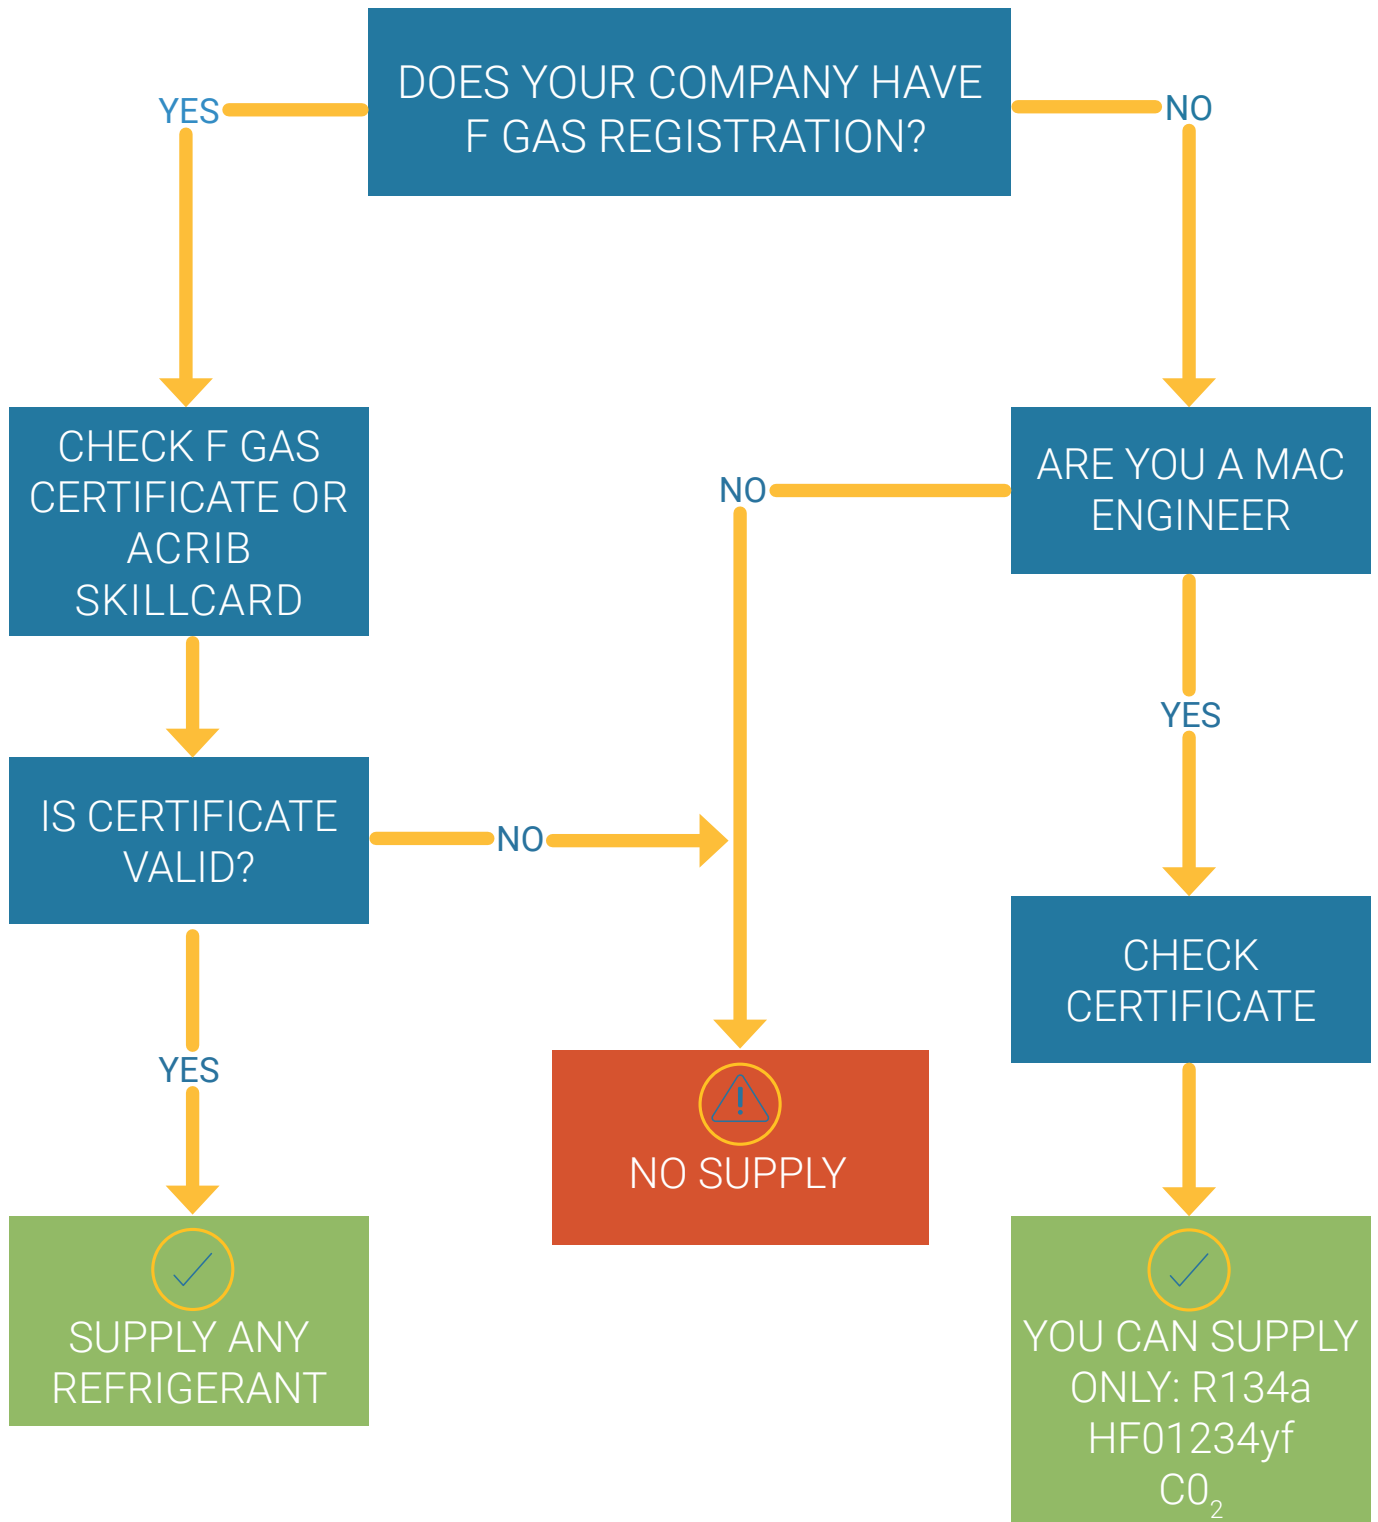 DOES YOUR COMPANY HAVE
F GAS REGISTRATION?
YES
NO
CHECK F GAS
CERTIFICATE OR
ACRIB
SKILLCARD
ARE YOU A MAC
ENGINEER
NO
YES
IS CERTIFICATE
VALID?
NO
CHECK
CERTIFICATE
YES
NO SUPPLY
SUPPLY ANY
REFRIGERANT
YOU CAN SUPPLY
ONLY: R134a
HF01234yf
C0₂